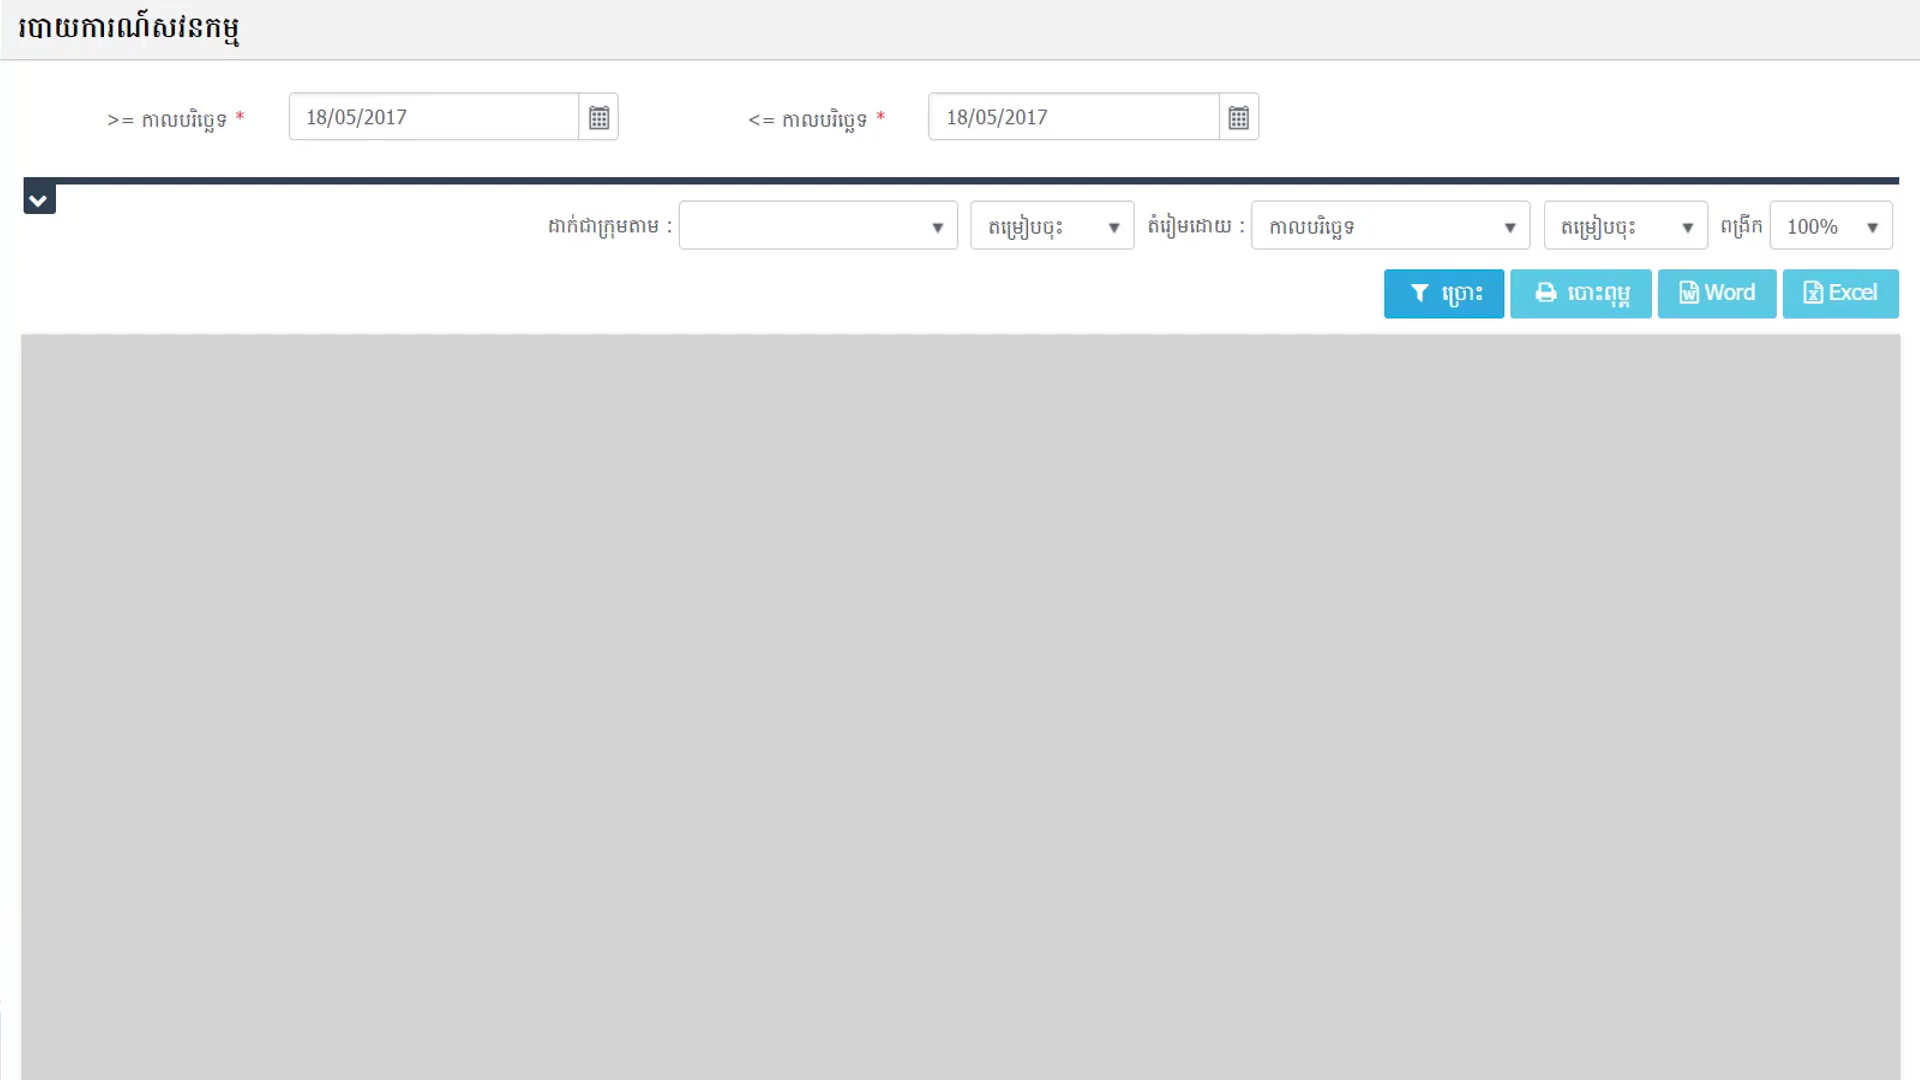 របាយការណ៍សវនកម្ម
>= កាលបរិច្ឆេទ * 18/05/2017 <= កាលបរិច្ឆេទ * 18/05/2017
ដាក់ជាក្រុមតាម : តម្រៀបចុះ តំរៀមដោយ : កាលបរិច្ឆេទ តម្រៀបចុះ ពង្រីក 100%
ច្រោះ បោះពុម្ព Word Excel